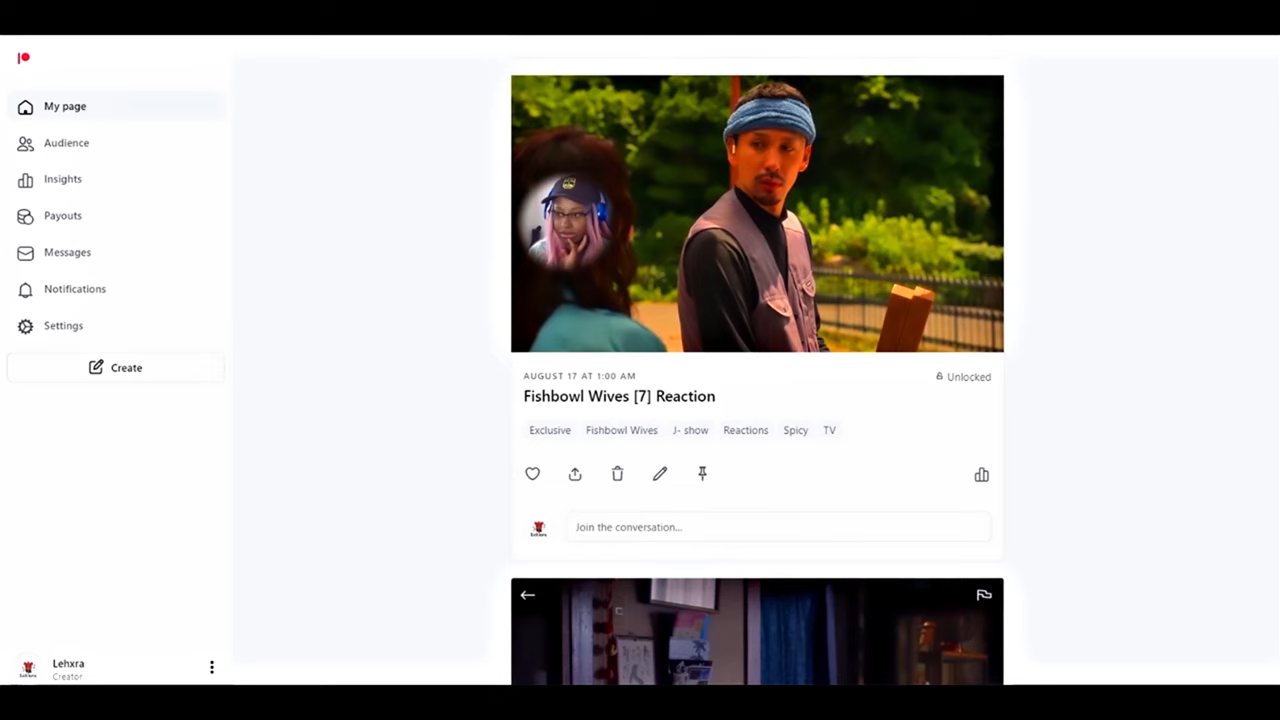 My page
Audience
Insights
Payouts
Messages
Notifications
Settings
Create
AUGUST 17 AT 1:00 AM
Unlocked
Fishbowl Wives [7] Reaction
Exclusive Fishbowl Wives J- show Reactions Spicy TV
Join the conversation...
Lehxra
Creator